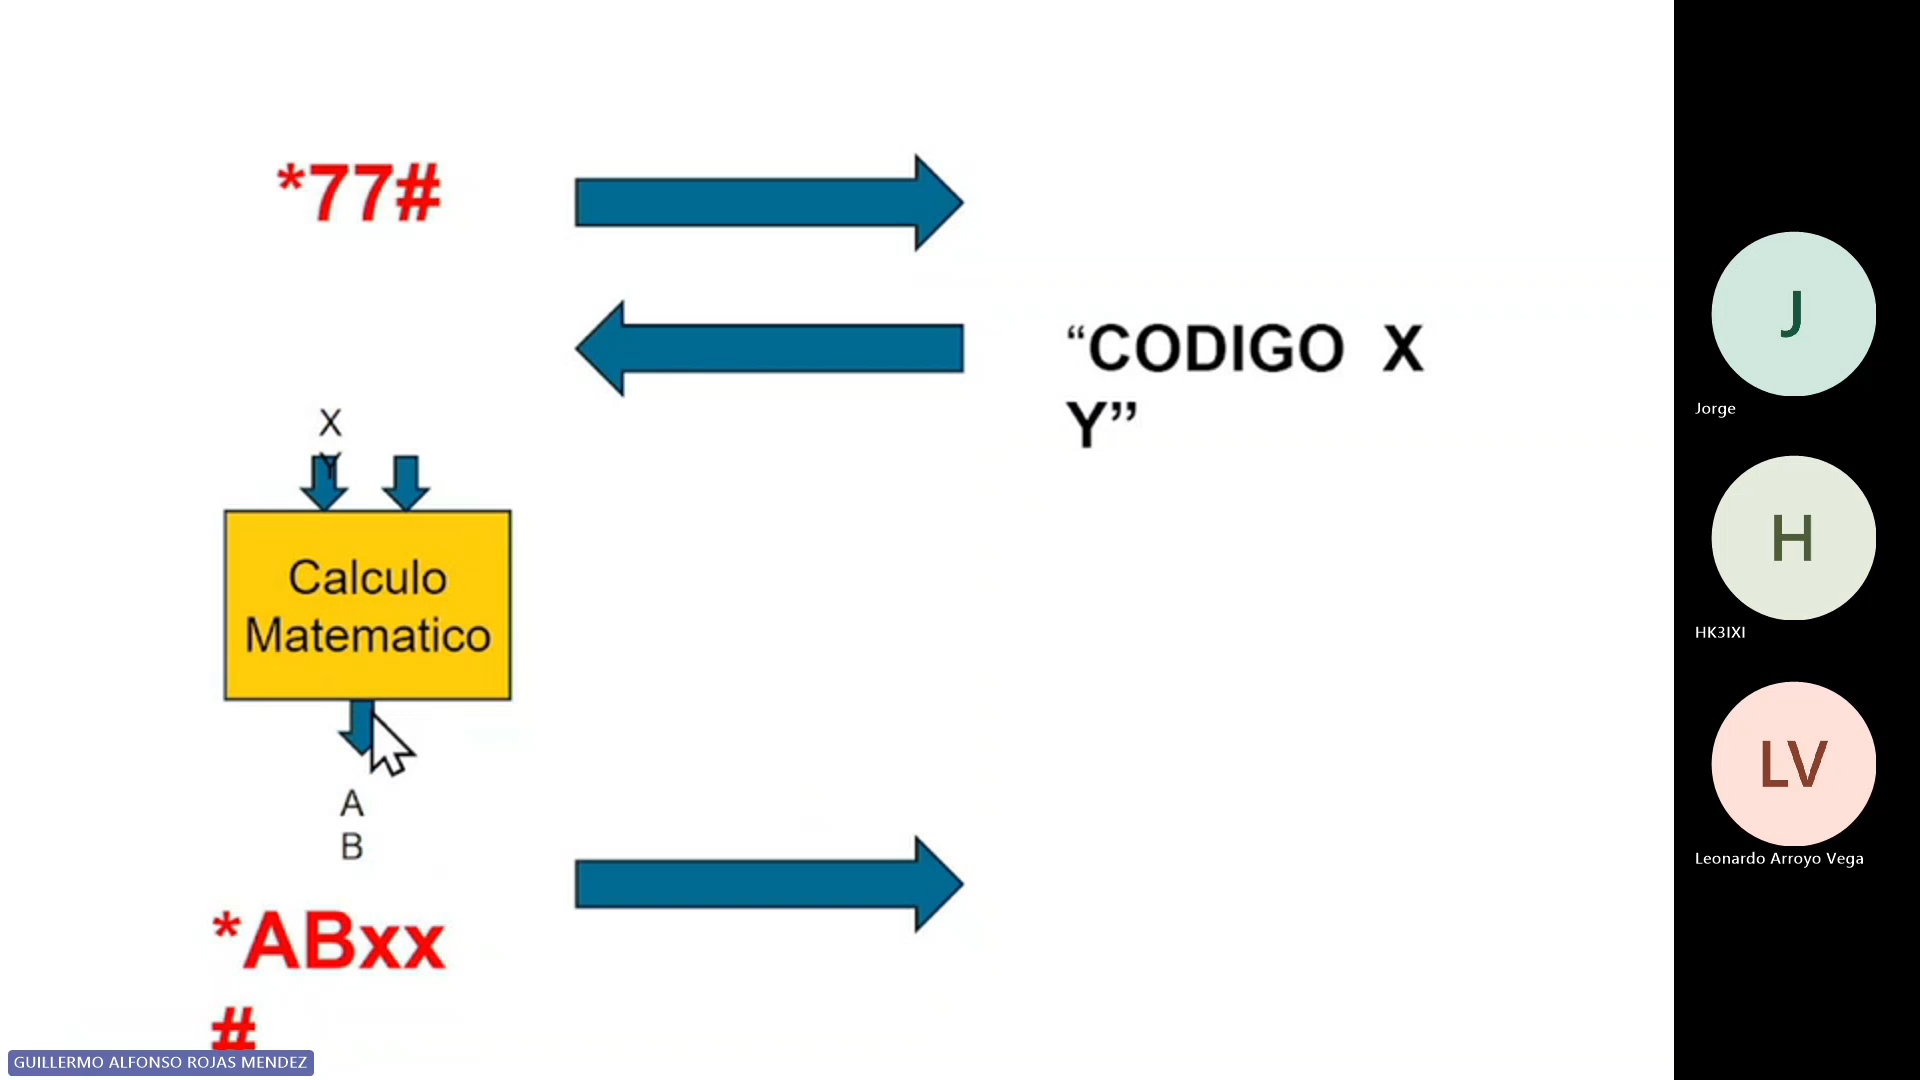 *77#
“CODIGO X
Y”
X
Y
Calculo
Matematico
A
B
*ABxx
#
GUILLERMO ALFONSO ROJAS MENDEZ
J
Jorge
H
HK3IXI
LV
Leonardo Arroyo Vega